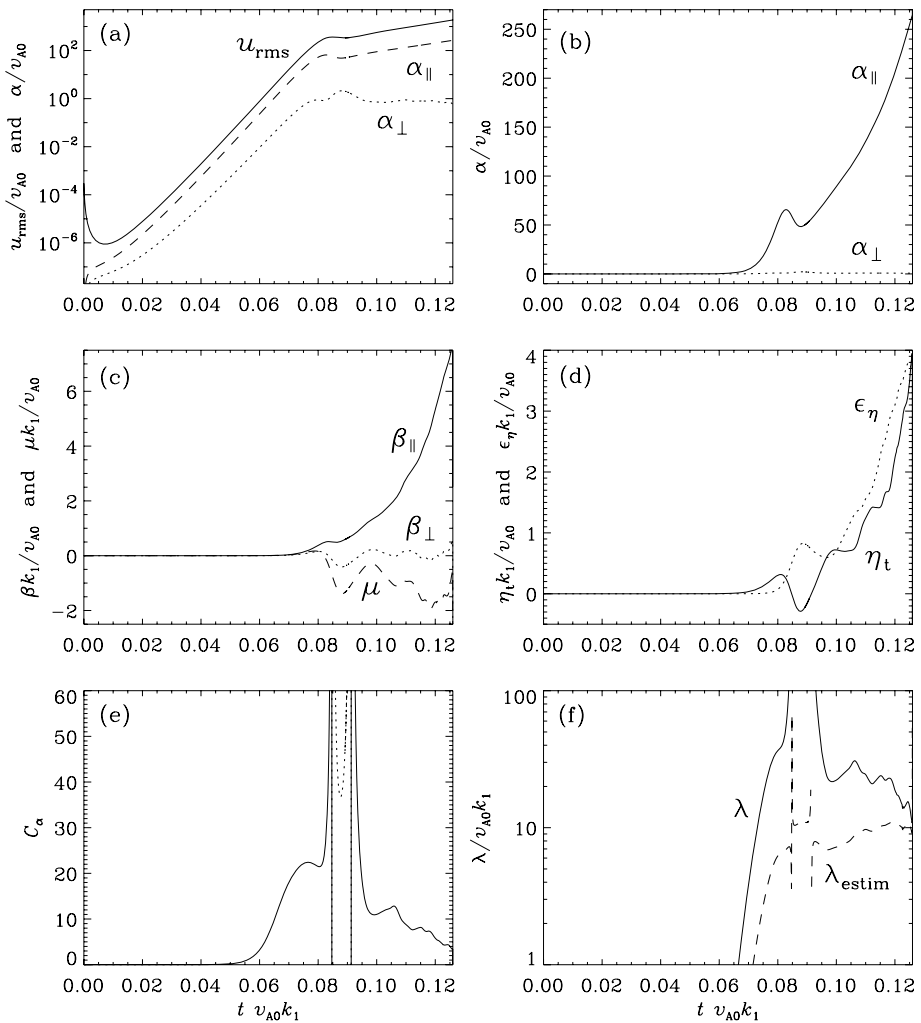 (a)
u_rms
α_∥
α_⊥
u_rms/v_A0 and α/v_A0
10^2
10^0
10^-2
10^-4
10^-6
0.00 0.02 0.04 0.06 0.08 0.10 0.12
(b)
α_∥
α_⊥
α/v_A0
250
200
150
100
50
0
0.00 0.02 0.04 0.06 0.08 0.10 0.12
(c)
β_∥
β_⊥
μ
βk_1/v_A0 and μk_1/v_A0
6
4
2
0
-2
0.00 0.02 0.04 0.06 0.08 0.10 0.12
(d)
ϵ_η
η_t
η_t k_1/v_A0 and ϵ_η k_1/v_A0
4
3
2
1
0
0.00 0.02 0.04 0.06 0.08 0.10 0.12
(e)
C_α
60
50
40
30
20
10
0
0.00 0.02 0.04 0.06 0.08 0.10 0.12
t v_A0 k_1
(f)
λ
λ_estim
λ/v_A0 k_1
100
10
1
0.00 0.02 0.04 0.06 0.08 0.10 0.12
t v_A0 k_1